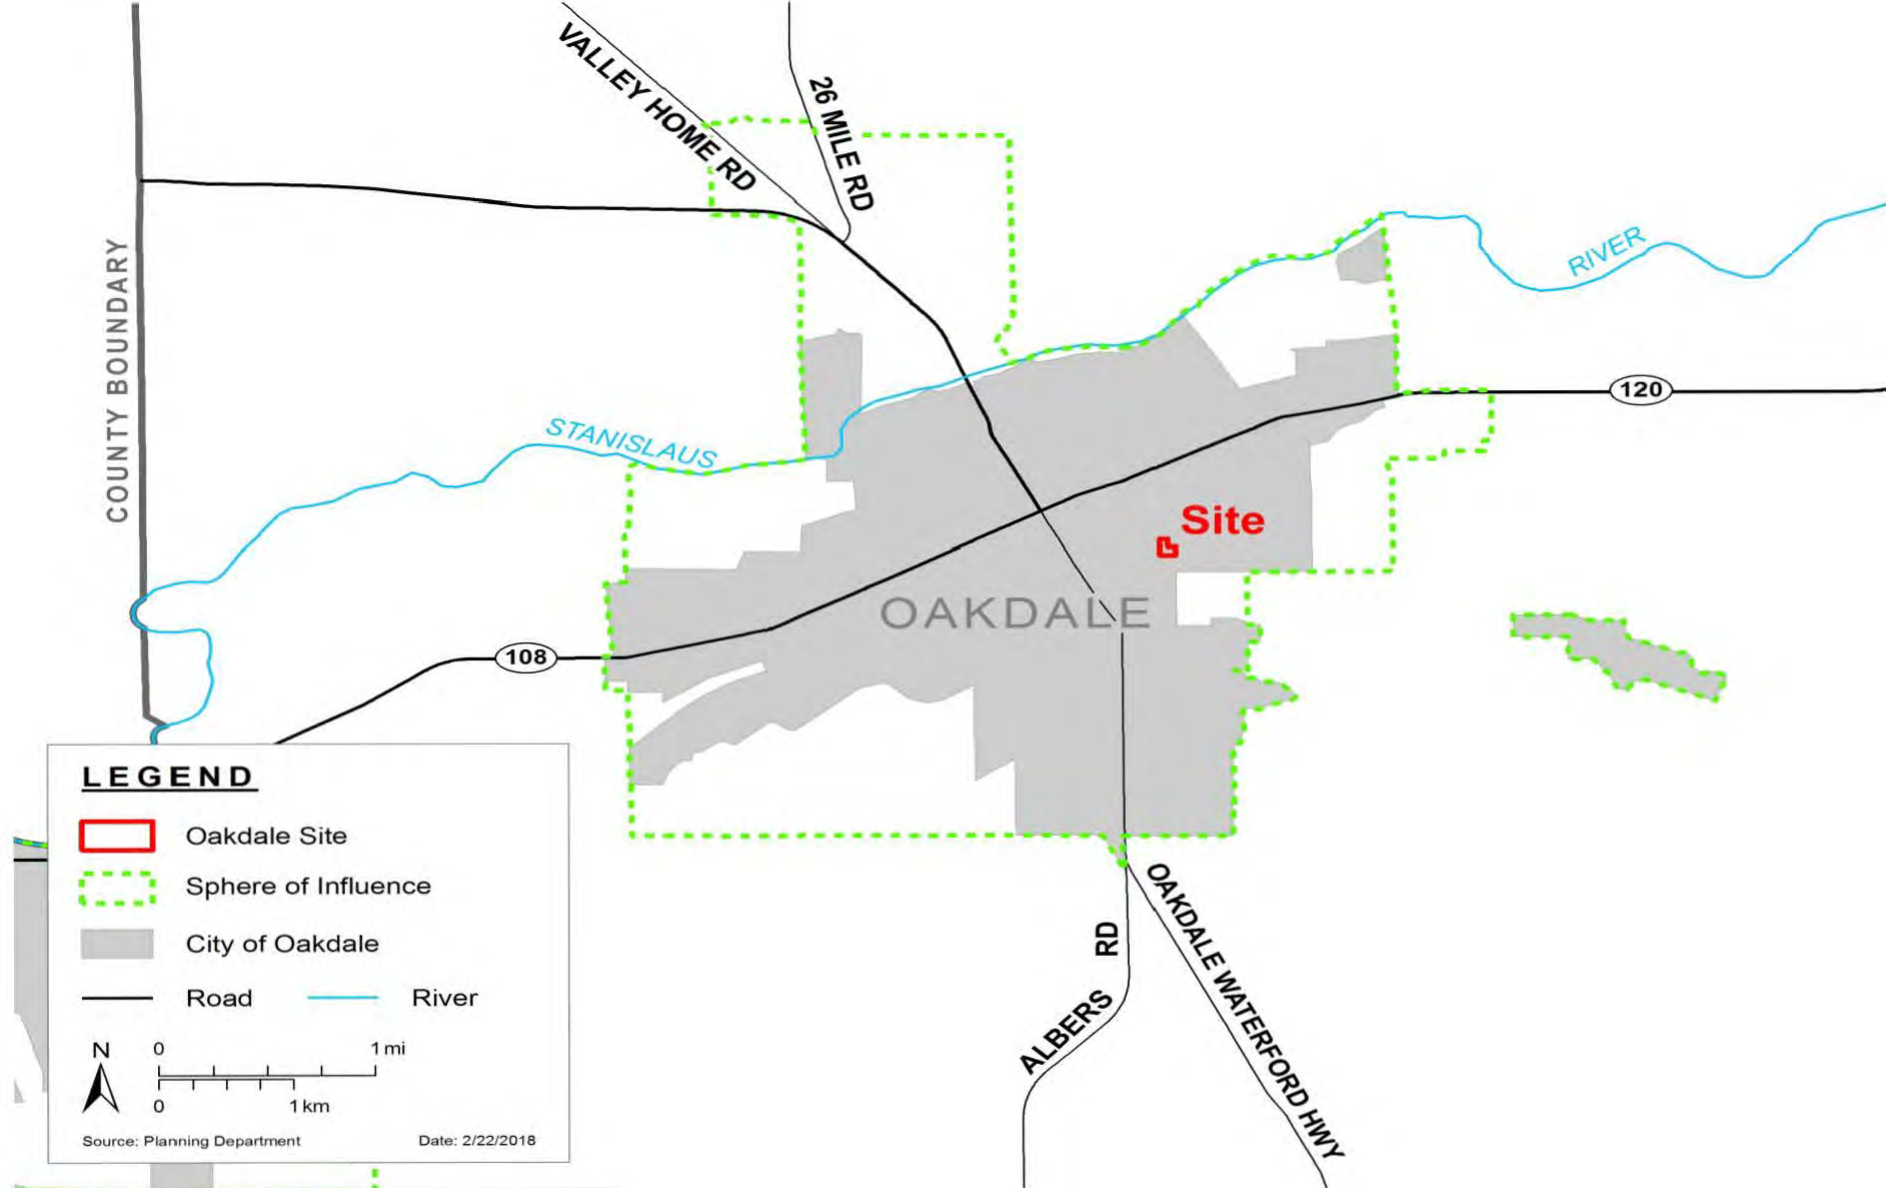 VALLEY HOME RD
26 MILE RD
COUNTY BOUNDARY
RIVER
STANISLAUS
120
Site
OAKDALE
108
LEGEND
Oakdale Site
Sphere of Influence
City of Oakdale
Road
River
N
0 1 mi
0 1 km
Source: Planning Department
Date: 2/22/2018
ALBERS RD
OAKDALE WATERFORD HWY